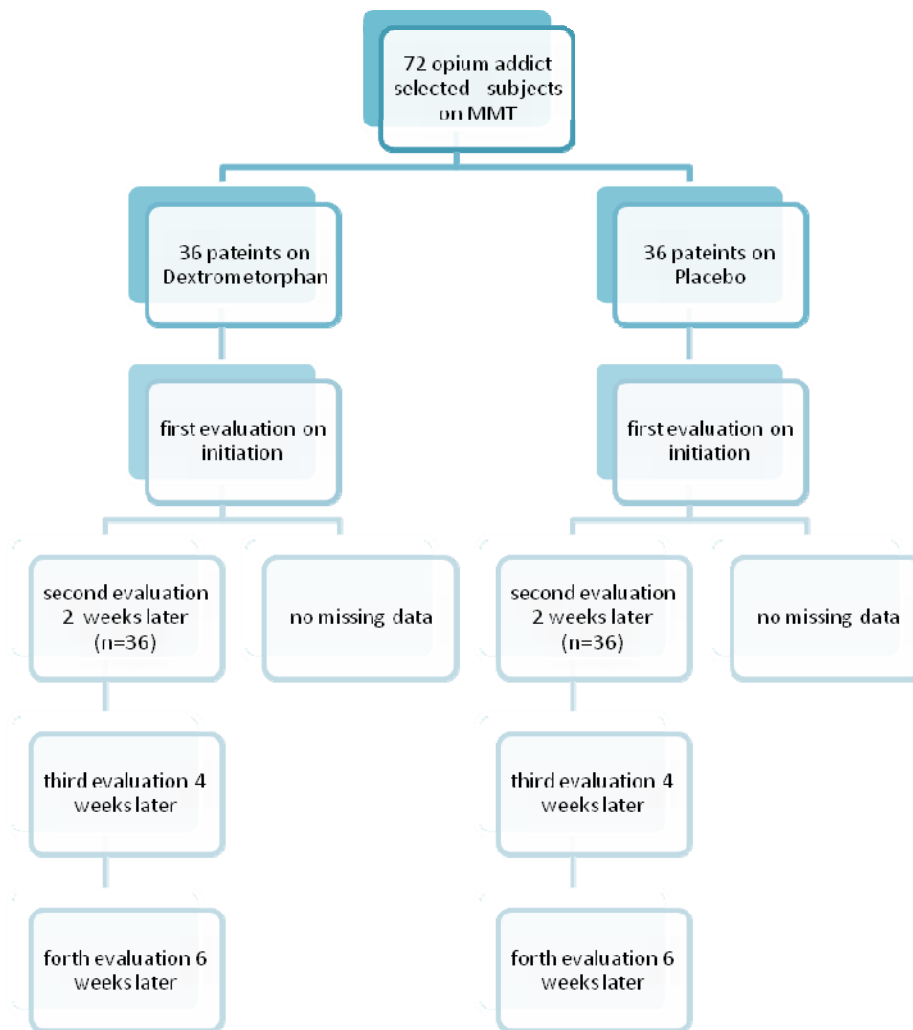 72 opium addict
selected subjects
on MMT
36 pateints on
Dextrometorphan
36 pateints on
Placebo
first evaluation on
initiation
first evaluation on
initiation
second evaluation
2 weeks later
(n=36)
no missing data
second evaluation
2 weeks later
(n=36)
no missing data
third evaluation 4
weeks later
third evaluation 4
weeks later
forth evaluation 6
weeks later
forth evaluation 6
weeks later